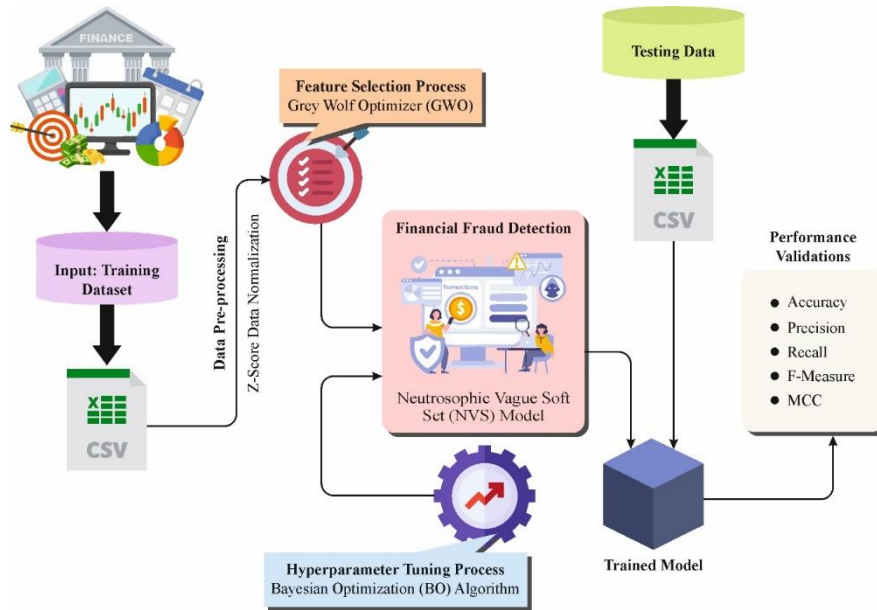 FINANCE
Input: Training
Dataset
CSV
Data Pre-processing
Z-Score Data Normalization
Feature Selection Process
Grey Wolf Optimizer (GWO)
Financial Fraud Detection
Transactions
Neutrosophic Vague Soft
Set (NVS) Model
Hyperparameter Tuning Process
Bayesian Optimization (BO) Algorithm
Testing Data
CSV
Trained Model
Performance
Validations
● Accuracy
● Precision
● Recall
● F-Measure
● MCC